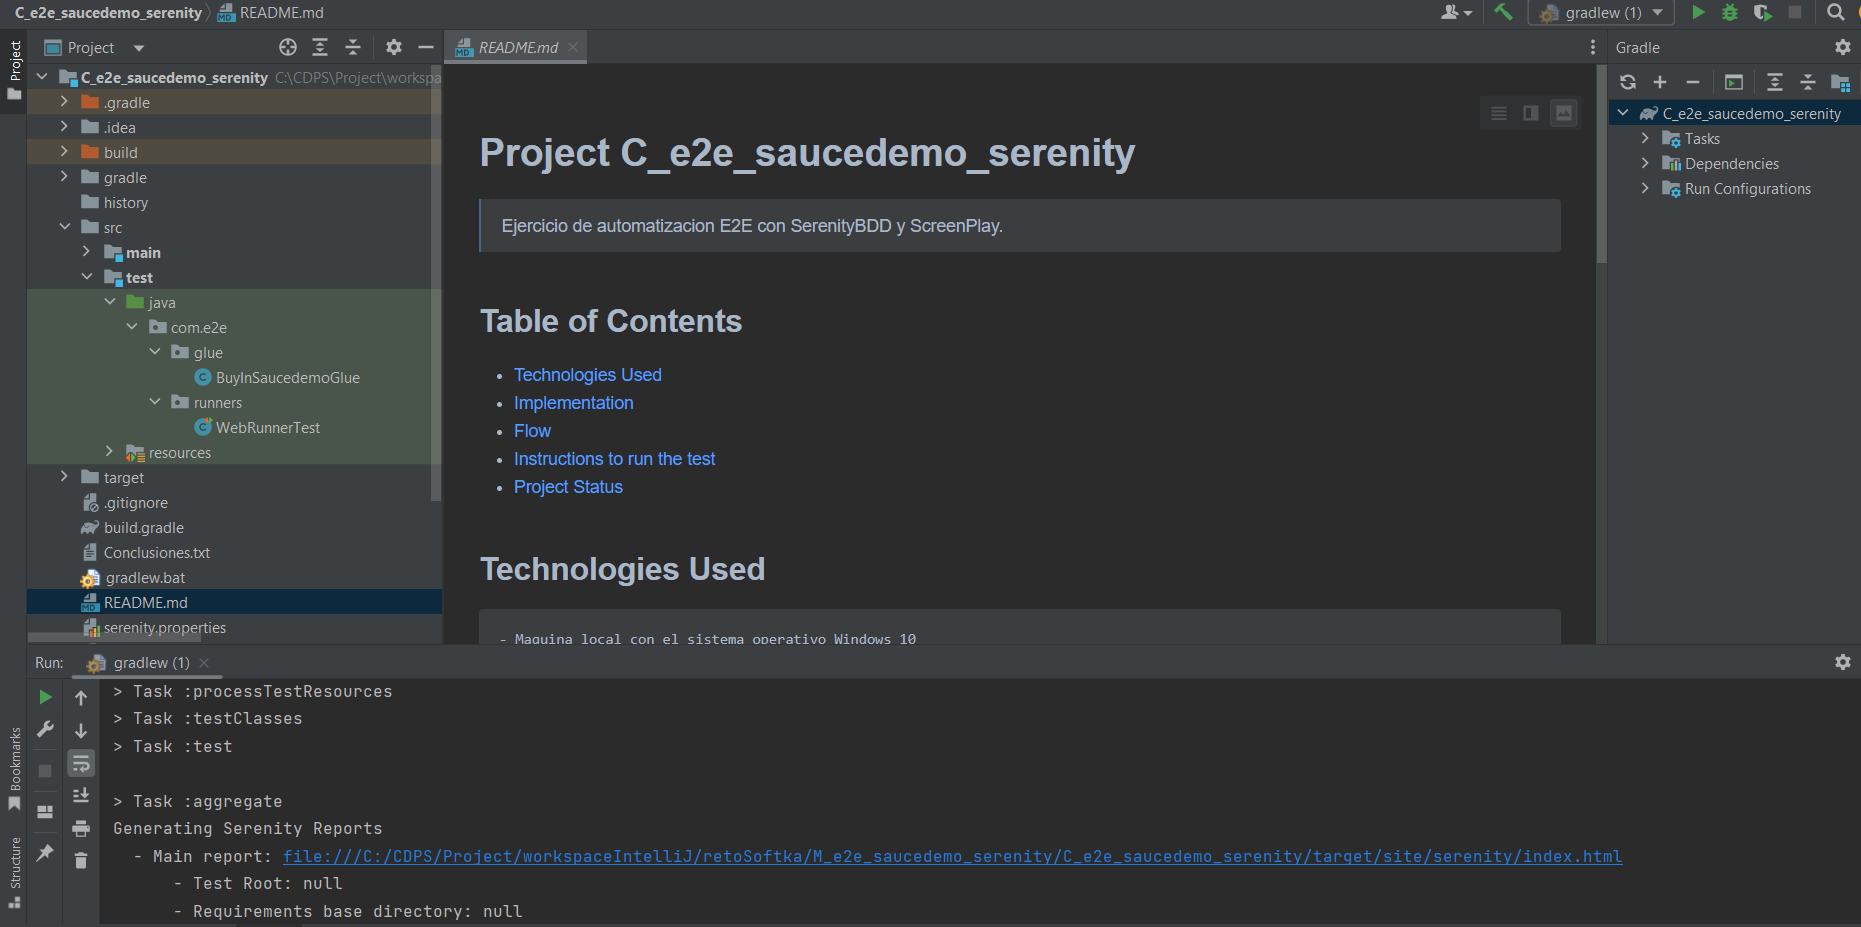 C_e2e_saucedemo_serenity
README.md
gradlew (1)
Project
Project
README.md
Gradle
C_e2e_saucedemo_serenity C:\CDPS\Project\workspa
.gradle
.idea
build
gradle
history
src
main
test
java
com.e2e
glue
BuyInSaucedemoGlue
runners
WebRunnerTest
resources
target
.gitignore
build.gradle
Conclusiones.txt
gradlew.bat
README.md
serenity.properties
Project C_e2e_saucedemo_serenity
Ejercicio de automatizacion E2E con SerenityBDD y ScreenPlay.
Table of Contents
• Technologies Used
• Implementation
• Flow
• Instructions to run the test
• Project Status
Technologies Used
- Maquina local con el sistema operativo Windows 10
C_e2e_saucedemo_serenity
Tasks
Dependencies
Run Configurations
Run:
gradlew (1)
Bookmarks
Structure
> Task :processTestResources
> Task :testClasses
> Task :test
> Task :aggregate
Generating Serenity Reports
- Main report: file:///C:/CDPS/Project/workspaceIntelliJ/retoSoftka/M_e2e_saucedemo_serenity/C_e2e_saucedemo_serenity/target/site/serenity/index.html
- Test Root: null
- Requirements base directory: null